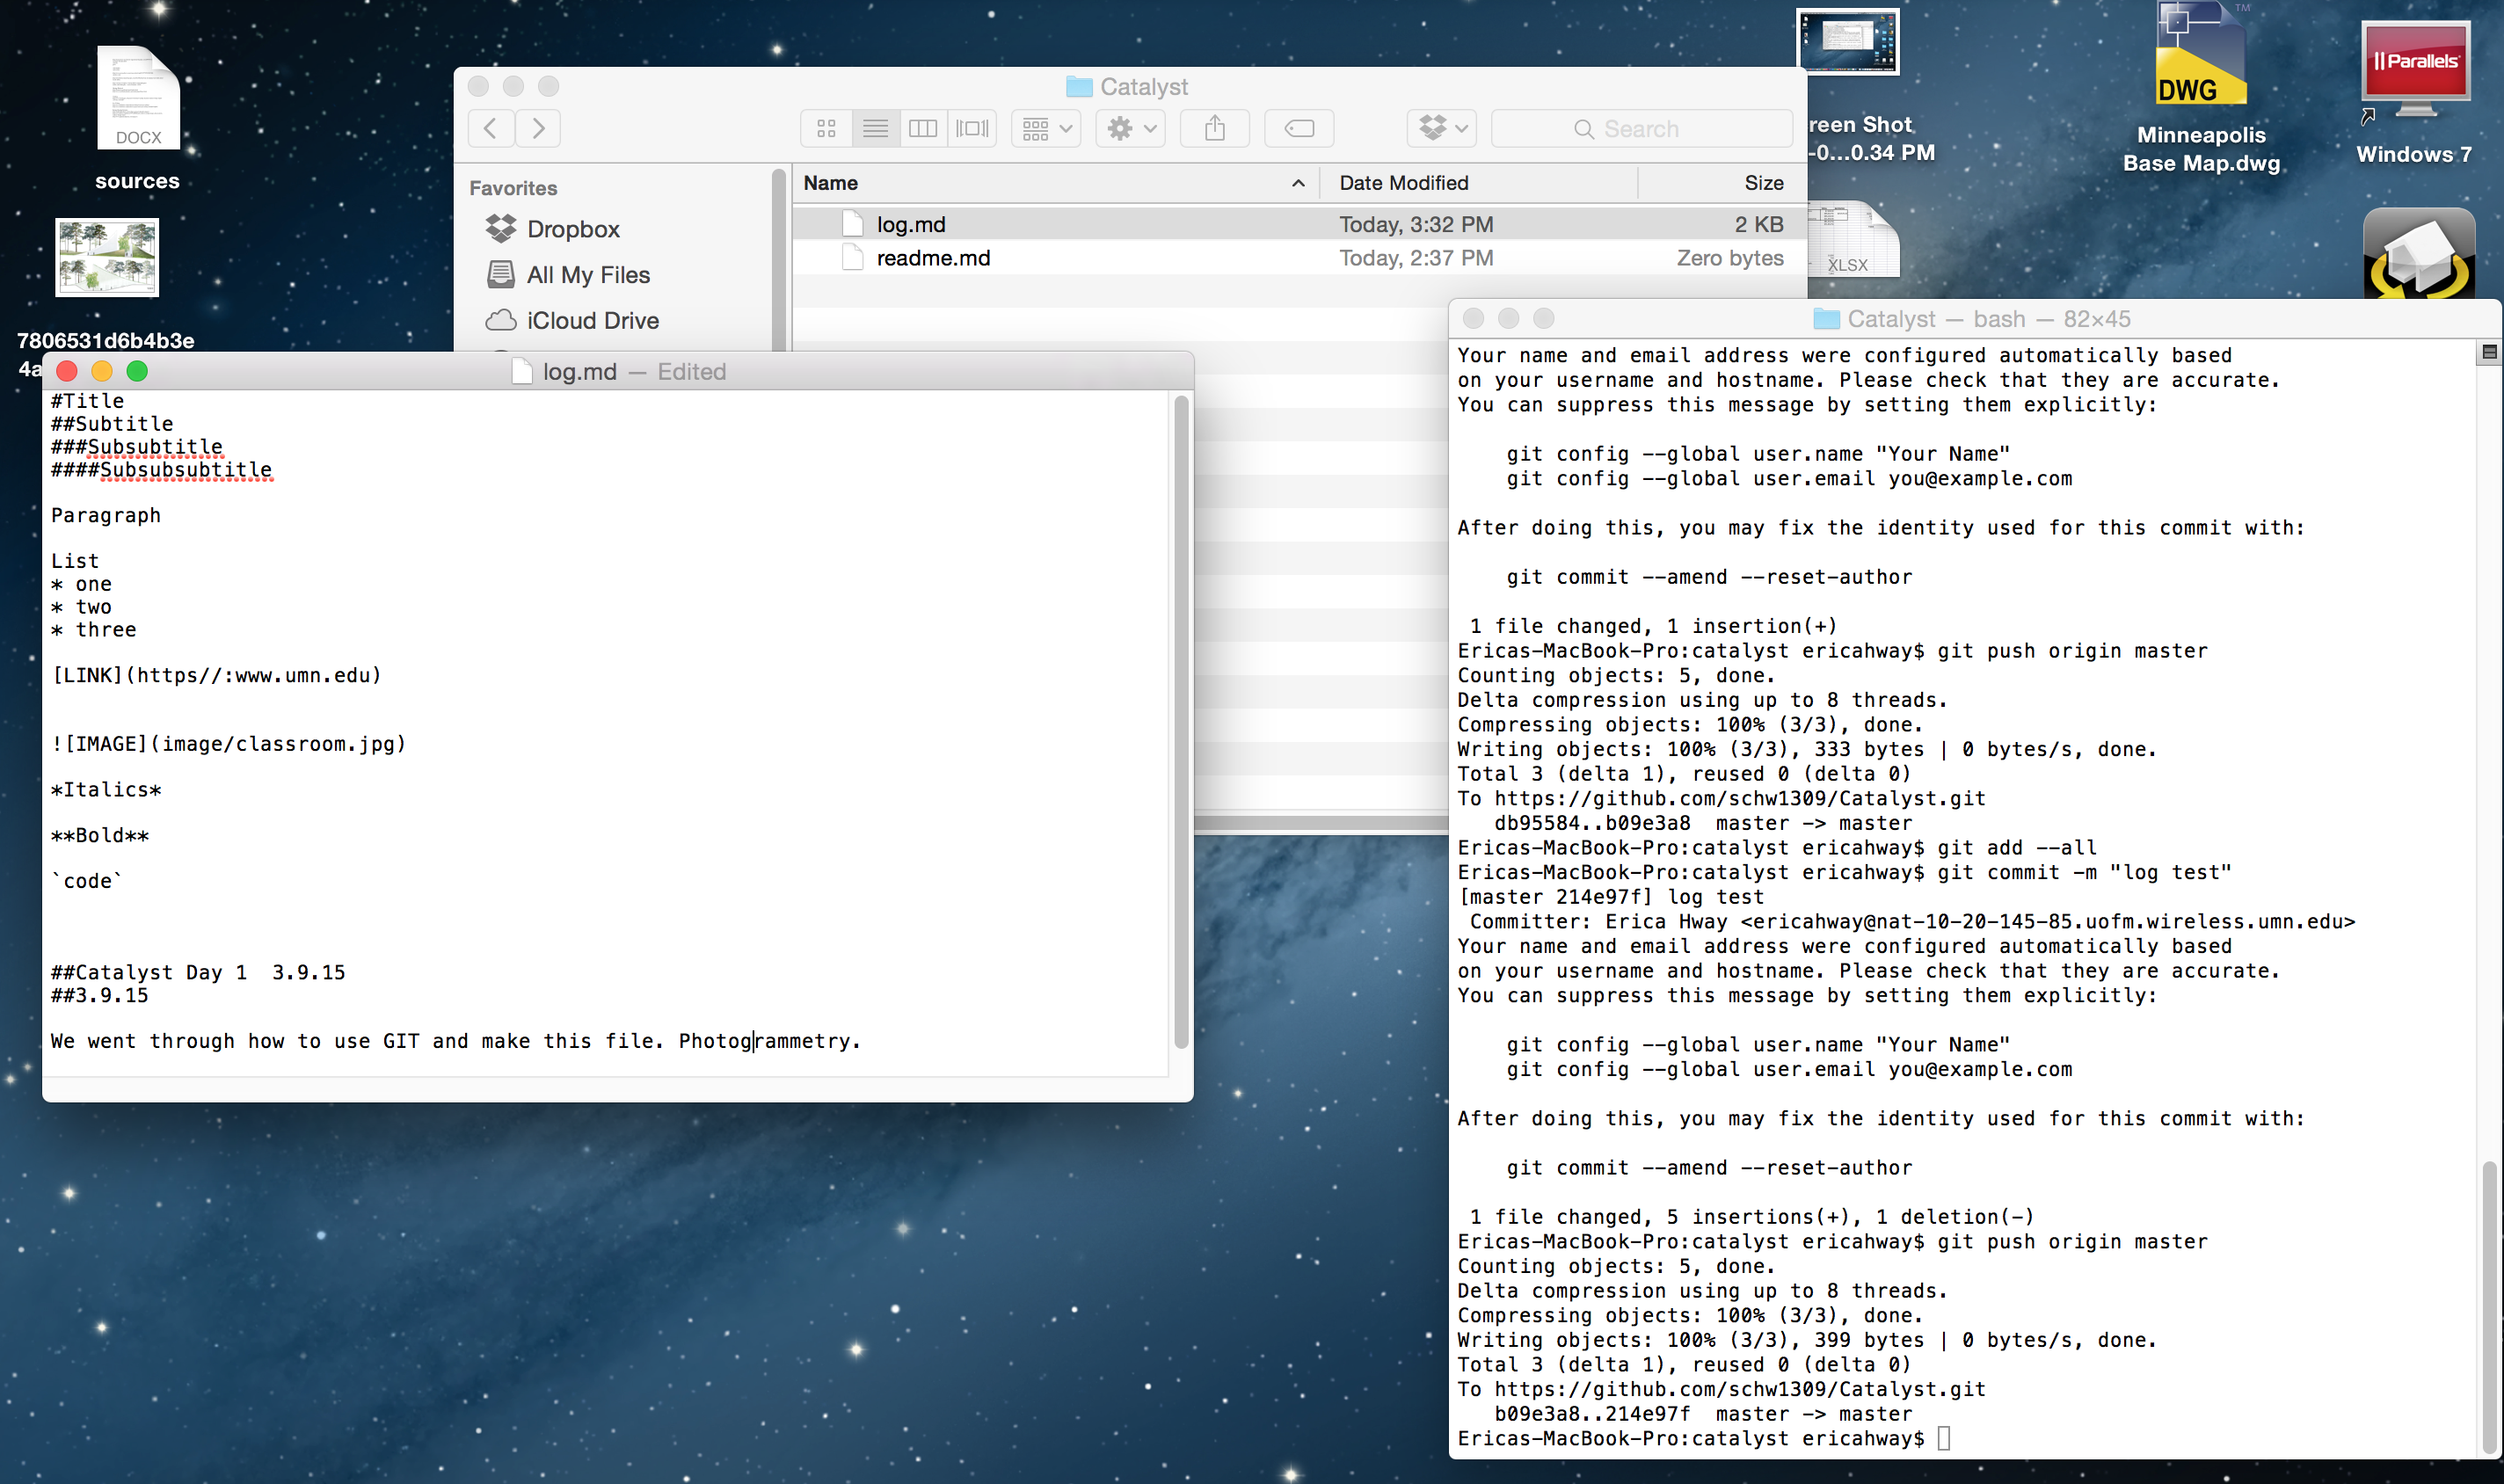 DOCX
sources
7806531d6b4b3e
4a
Catalyst
Search
Favorites
Dropbox
All My Files
iCloud Drive
Name Date Modified Size
log.md Today, 3:32 PM 2 KB
readme.md Today, 2:37 PM Zero bytes
reen Shot
-0...0.34 PM
XLSX
TM
DWG
Minneapolis
Base Map.dwg
Parallels
Windows 7
log.md — Edited
#Title
##Subtitle
###Subsubtitle
####Subsubsubtitle
Paragraph
List
* one
* two
* three
[LINK](https//:www.umn.edu)
![IMAGE](image/classroom.jpg)
*Italics*
**Bold**
`code`
##Catalyst Day 1  3.9.15
##3.9.15
We went through how to use GIT and make this file. Photogrammetry.
Catalyst — bash — 82×45
Your name and email address were configured automatically based
on your username and hostname. Please check that they are accurate.
You can suppress this message by setting them explicitly:
git config --global user.name "Your Name"
git config --global user.email you@example.com
After doing this, you may fix the identity used for this commit with:
git commit --amend --reset-author
1 file changed, 1 insertion(+)
Ericas-MacBook-Pro:catalyst ericahway$ git push origin master
Counting objects: 5, done.
Delta compression using up to 8 threads.
Compressing objects: 100% (3/3), done.
Writing objects: 100% (3/3), 333 bytes | 0 bytes/s, done.
Total 3 (delta 1), reused 0 (delta 0)
To https://github.com/schw1309/Catalyst.git
db95584..b09e3a8  master -> master
Ericas-MacBook-Pro:catalyst ericahway$ git add --all
Ericas-MacBook-Pro:catalyst ericahway$ git commit -m "log test"
[master 214e97f] log test
Committer: Erica Hway <ericahway@nat-10-20-145-85.uofm.wireless.umn.edu>
Your name and email address were configured automatically based
on your username and hostname. Please check that they are accurate.
You can suppress this message by setting them explicitly:
git config --global user.name "Your Name"
git config --global user.email you@example.com
After doing this, you may fix the identity used for this commit with:
git commit --amend --reset-author
1 file changed, 5 insertions(+), 1 deletion(-)
Ericas-MacBook-Pro:catalyst ericahway$ git push origin master
Counting objects: 5, done.
Delta compression using up to 8 threads.
Compressing objects: 100% (3/3), done.
Writing objects: 100% (3/3), 399 bytes | 0 bytes/s, done.
Total 3 (delta 1), reused 0 (delta 0)
To https://github.com/schw1309/Catalyst.git
b09e3a8..214e97f  master -> master
Ericas-MacBook-Pro:catalyst ericahway$